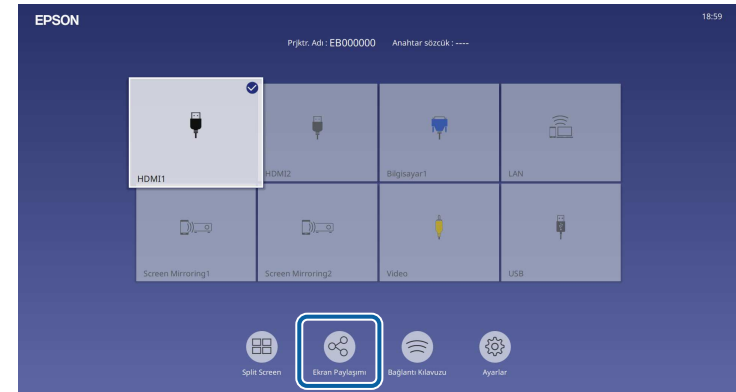 EPSON
18:59
Prjktr. Adı : EB000000 Anahtar sözcük : ----
HDMI1
HDMI2
Bilgisayar1
LAN
Screen Mirroring1
Screen Mirroring2
Video
USB
Split Screen
Ekran Paylaşımı
Bağlantı Kılavuzu
Ayarlar